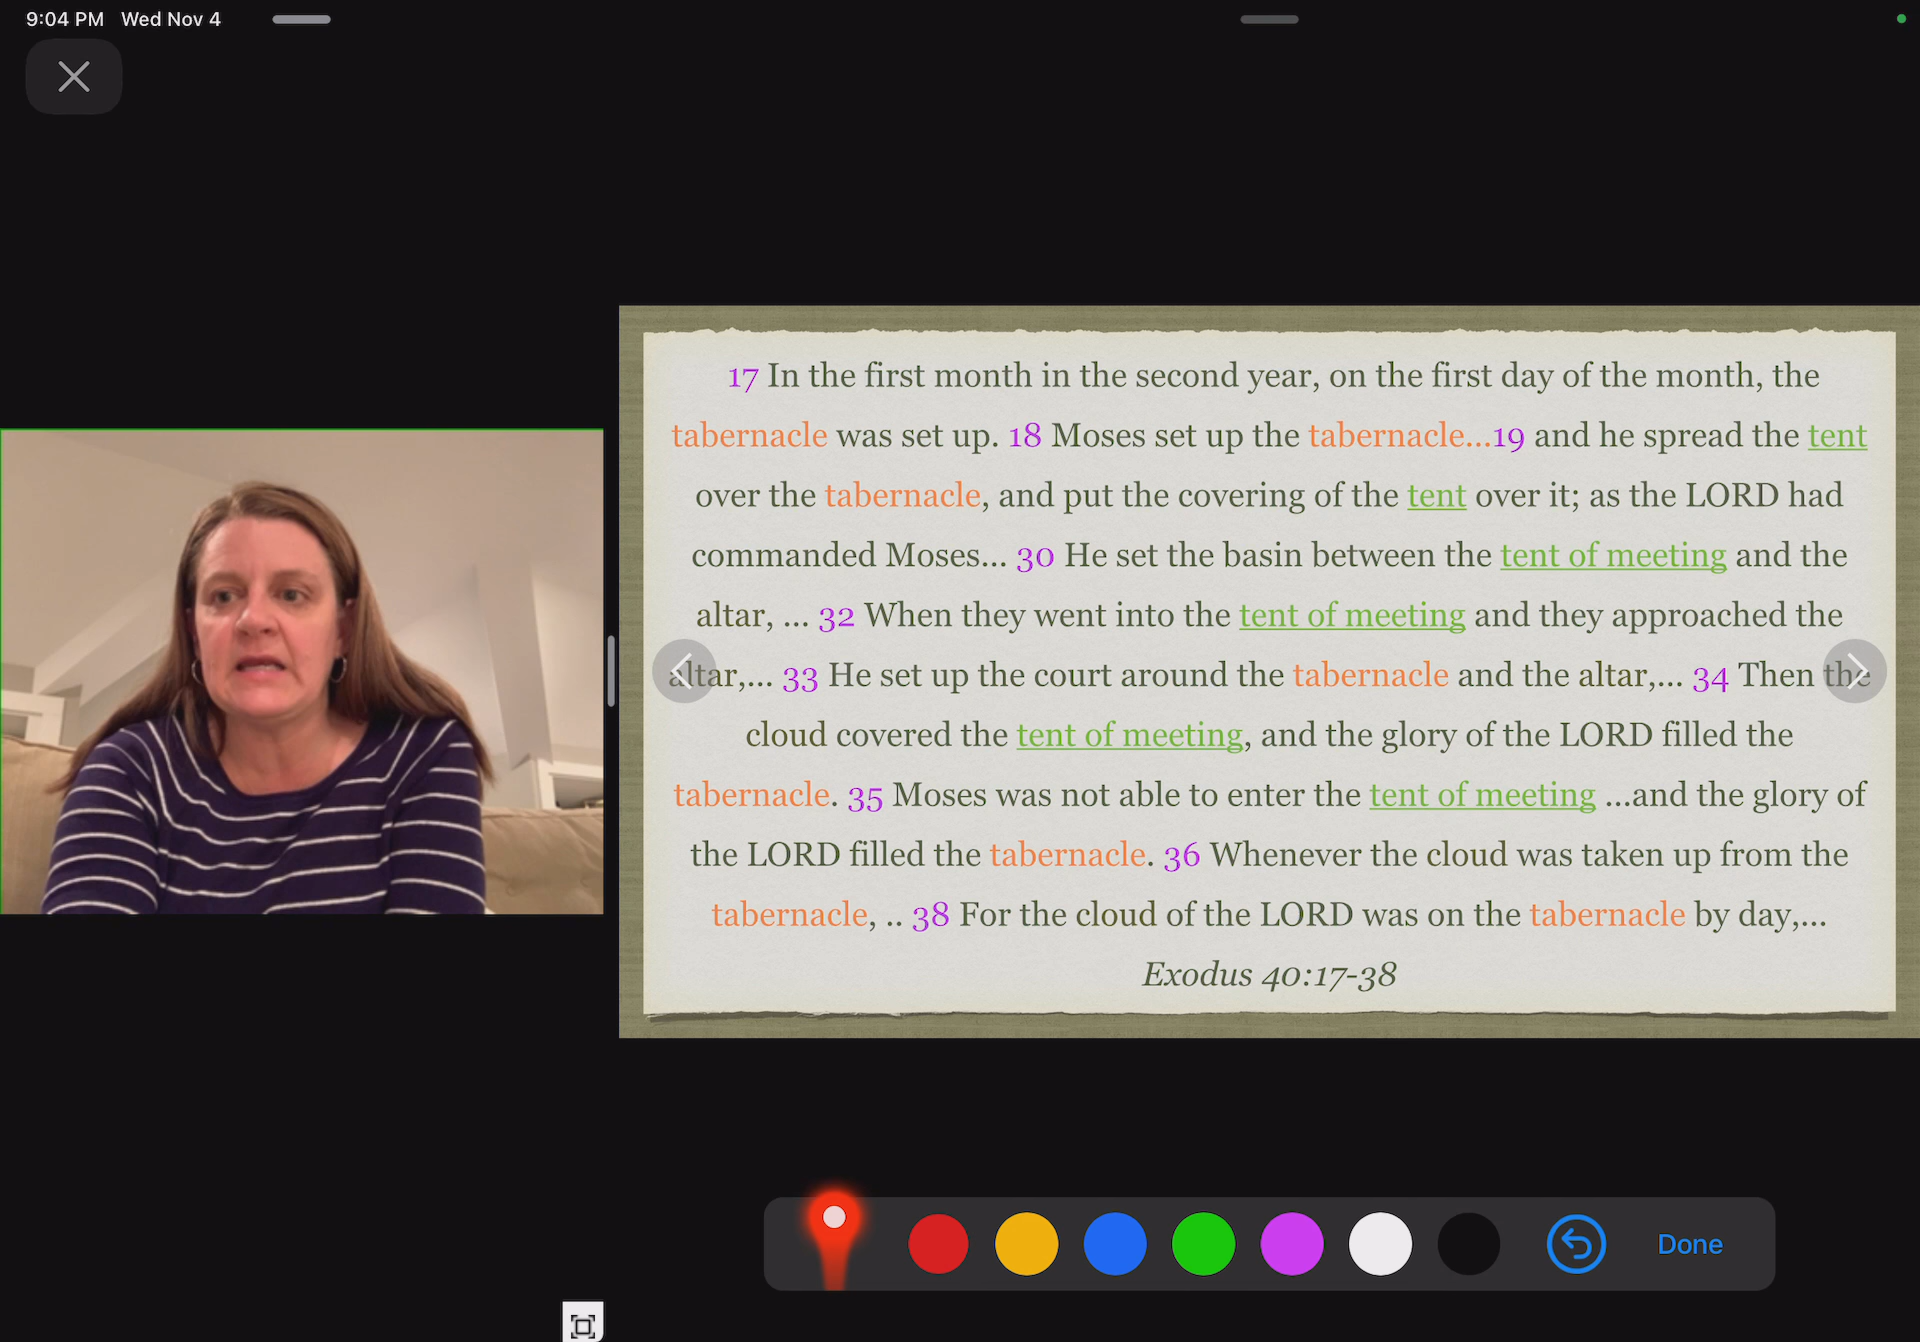 9:04 PM Wed Nov 4
17 In the first month in the second year, on the first day of the month, the
tabernacle was set up. 18 Moses set up the tabernacle...19 and he spread the tent
over the tabernacle, and put the covering of the tent over it; as the LORD had
commanded Moses... 30 He set the basin between the tent of meeting and the
altar, ... 32 When they went into the tent of meeting and they approached the
altar,... 33 He set up the court around the tabernacle and the altar,... 34 Then the
cloud covered the tent of meeting, and the glory of the LORD filled the
tabernacle. 35 Moses was not able to enter the tent of meeting ...and the glory of
the LORD filled the tabernacle. 36 Whenever the cloud was taken up from the
tabernacle, .. 38 For the cloud of the LORD was on the tabernacle by day,...
Exodus 40:17-38
Done